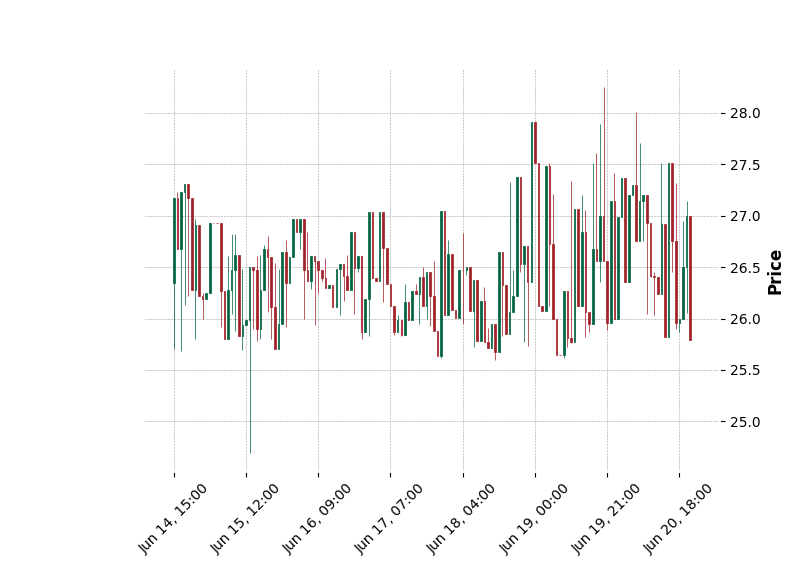 28.0
27.5
27.0
26.5
26.0
25.5
25.0
Price
Jun 14, 15:00
Jun 15, 12:00
Jun 16, 09:00
Jun 17, 07:00
Jun 18, 04:00
Jun 19, 00:00
Jun 19, 21:00
Jun 20, 18:00